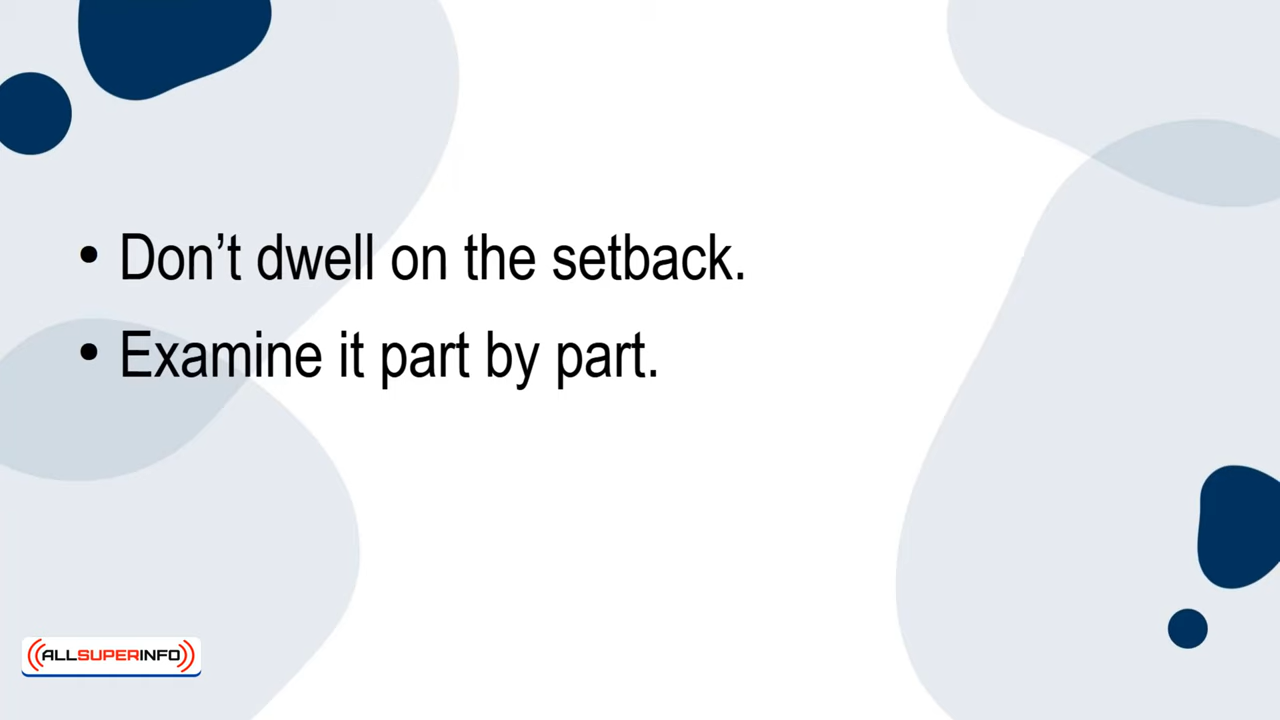 • Don’t dwell on the setback.
• Examine it part by part.
((ALLSUPERINFO))